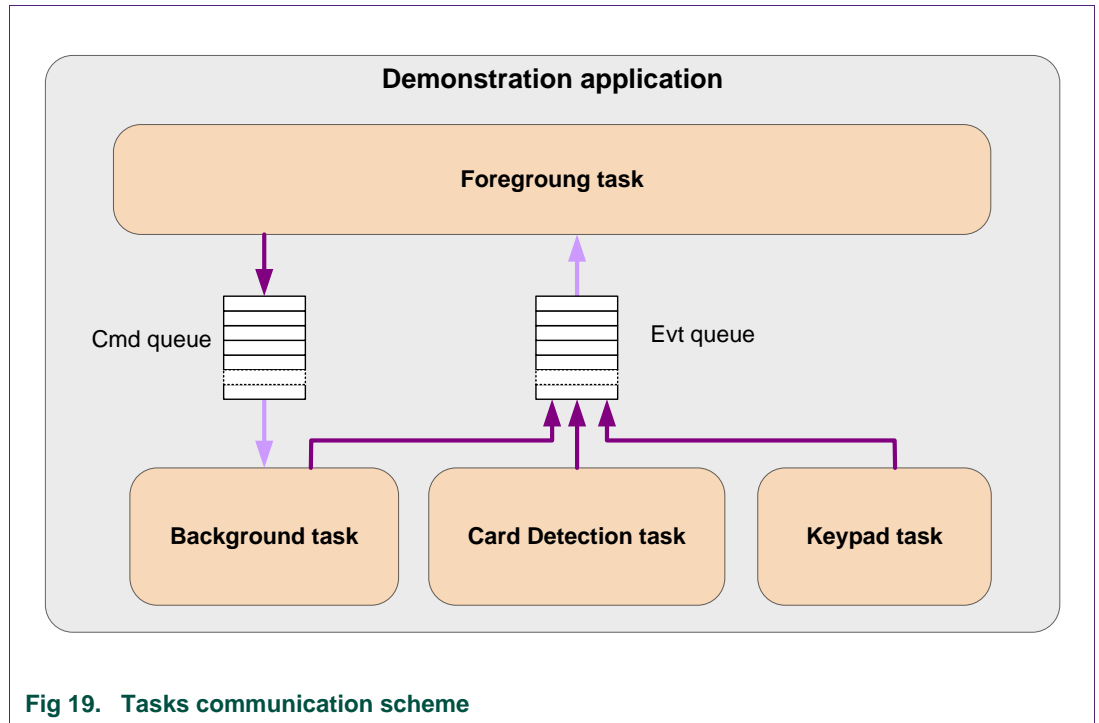 Demonstration application
Foregroung task
Cmd queue
Evt queue
Background task
Card Detection task
Keypad task
Fig 19. Tasks communication scheme